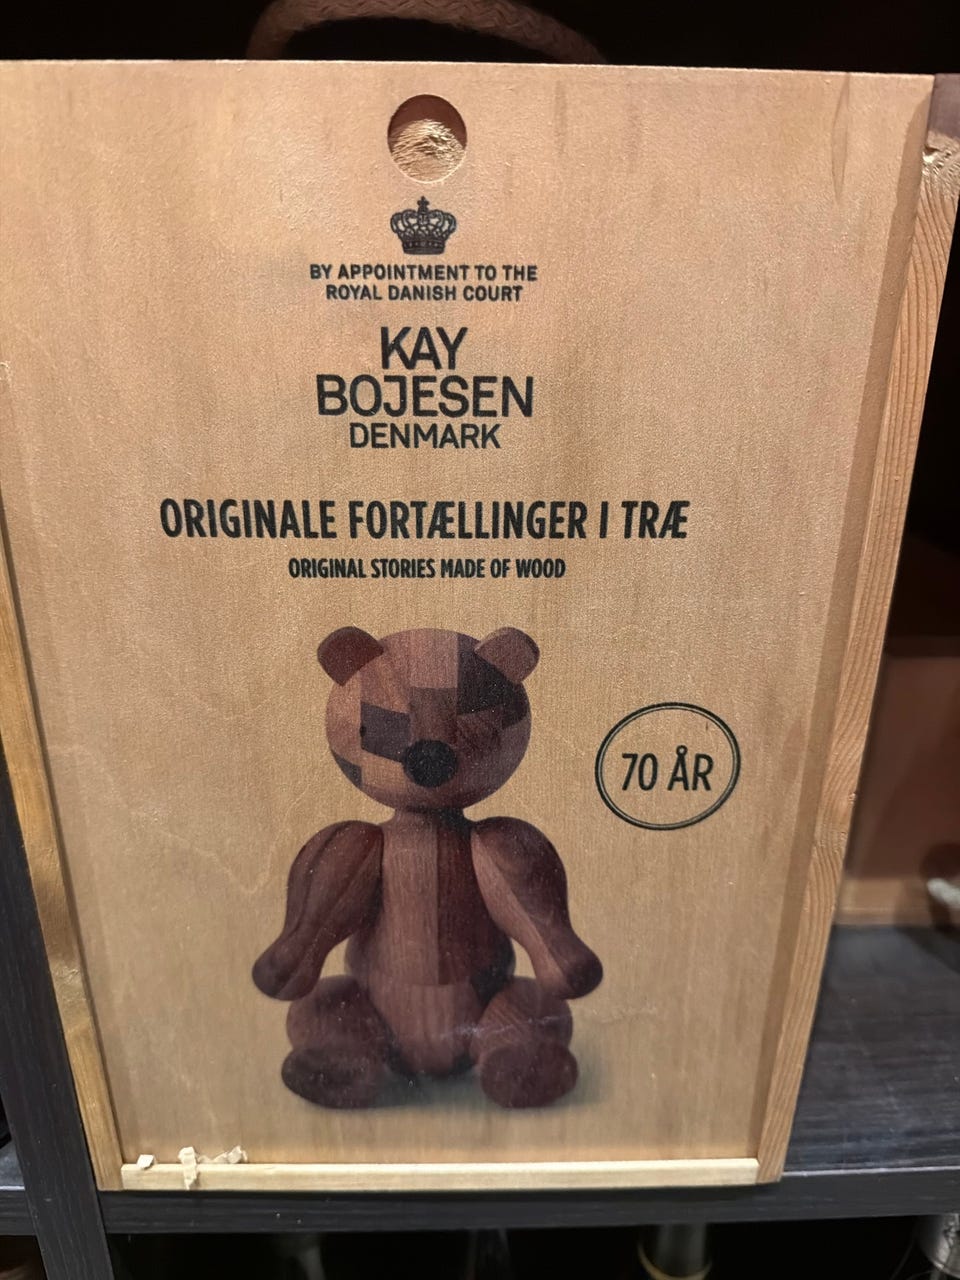 BY APPOINTMENT TO THE
ROYAL DANISH COURT
KAY
BOJESEN
DENMARK
ORIGINALE FORTÆLLINGER I TRÆ
ORIGINAL STORIES MADE OF WOOD
70 ÅR